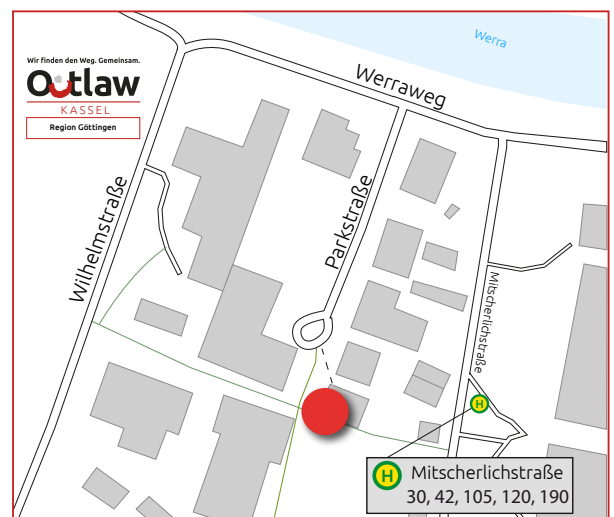 Wir finden den Weg. Gemeinsam.
Outlaw
KASSEL
Region Göttingen
Werra
Werraweg
Wilhelmstraße
Parkstraße
Mitscherlichstraße
H
H Mitscherlichstraße
30, 42, 105, 120, 190